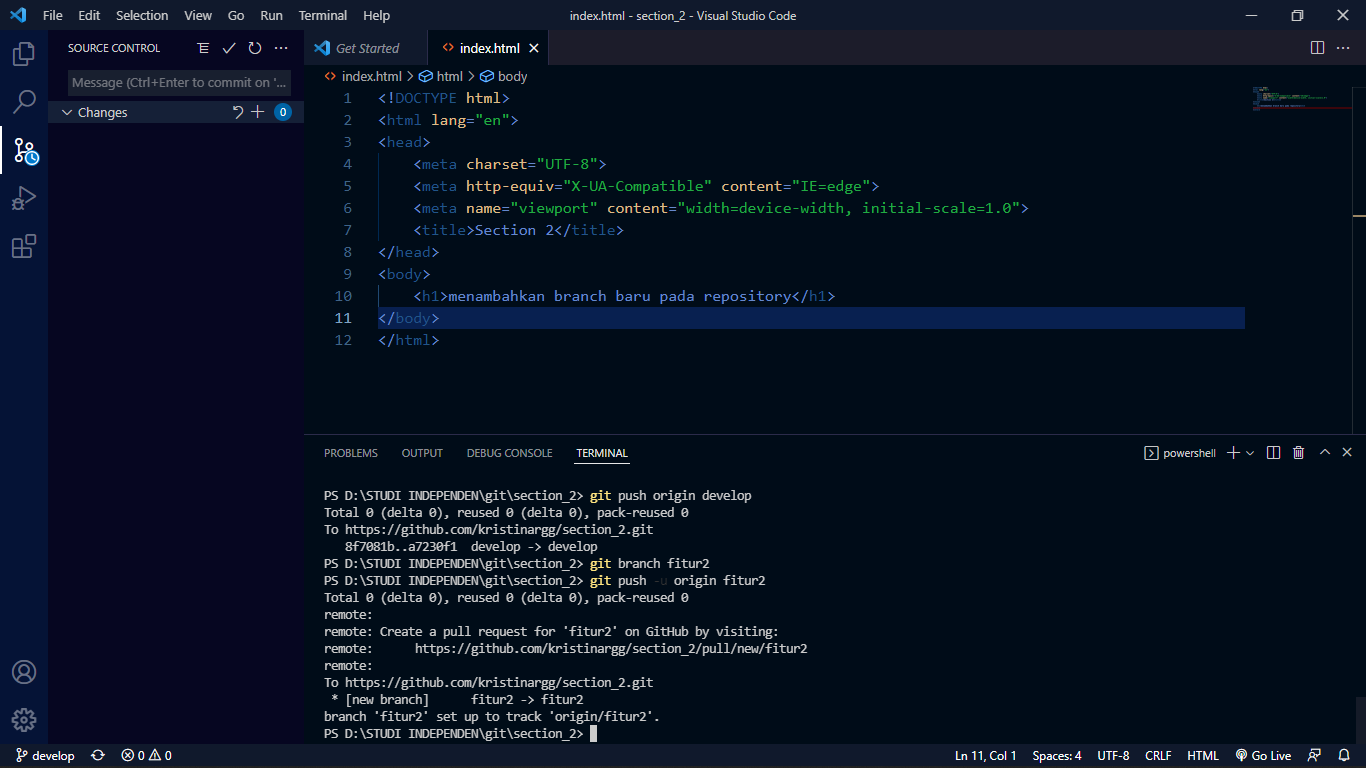 File Edit Selection View Go Run Terminal Help
index.html - section_2 - Visual Studio Code
SOURCE CONTROL
Message (Ctrl+Enter to commit on '...
Changes 0
Get Started index.html
index.html > html > body
1 <!DOCTYPE html>
2 <html lang="en">
3 <head>
4 <meta charset="UTF-8">
5 <meta http-equiv="X-UA-Compatible" content="IE=edge">
6 <meta name="viewport" content="width=device-width, initial-scale=1.0">
7 <title>Section 2</title>
8 </head>
9 <body>
10 <h1>menambahkan branch baru pada repository</h1>
11 </body>
12 </html>
PROBLEMS OUTPUT DEBUG CONSOLE TERMINAL
powershell
PS D:\STUDI INDEPENDEN\git\section_2> git push origin develop
Total 0 (delta 0), reused 0 (delta 0), pack-reused 0
To https://github.com/kristinargg/section_2.git
8f7081b..a7230f1 develop -> develop
PS D:\STUDI INDEPENDEN\git\section_2> git branch fitur2
PS D:\STUDI INDEPENDEN\git\section_2> git push -u origin fitur2
Total 0 (delta 0), reused 0 (delta 0), pack-reused 0
remote:
remote: Create a pull request for 'fitur2' on GitHub by visiting:
remote: https://github.com/kristinargg/section_2/pull/new/fitur2
remote:
To https://github.com/kristinargg/section_2.git
* [new branch] fitur2 -> fitur2
branch 'fitur2' set up to track 'origin/fitur2'.
PS D:\STUDI INDEPENDEN\git\section_2>
develop 0 0 Ln 11, Col 1 Spaces: 4 UTF-8 CRLF HTML Go Live